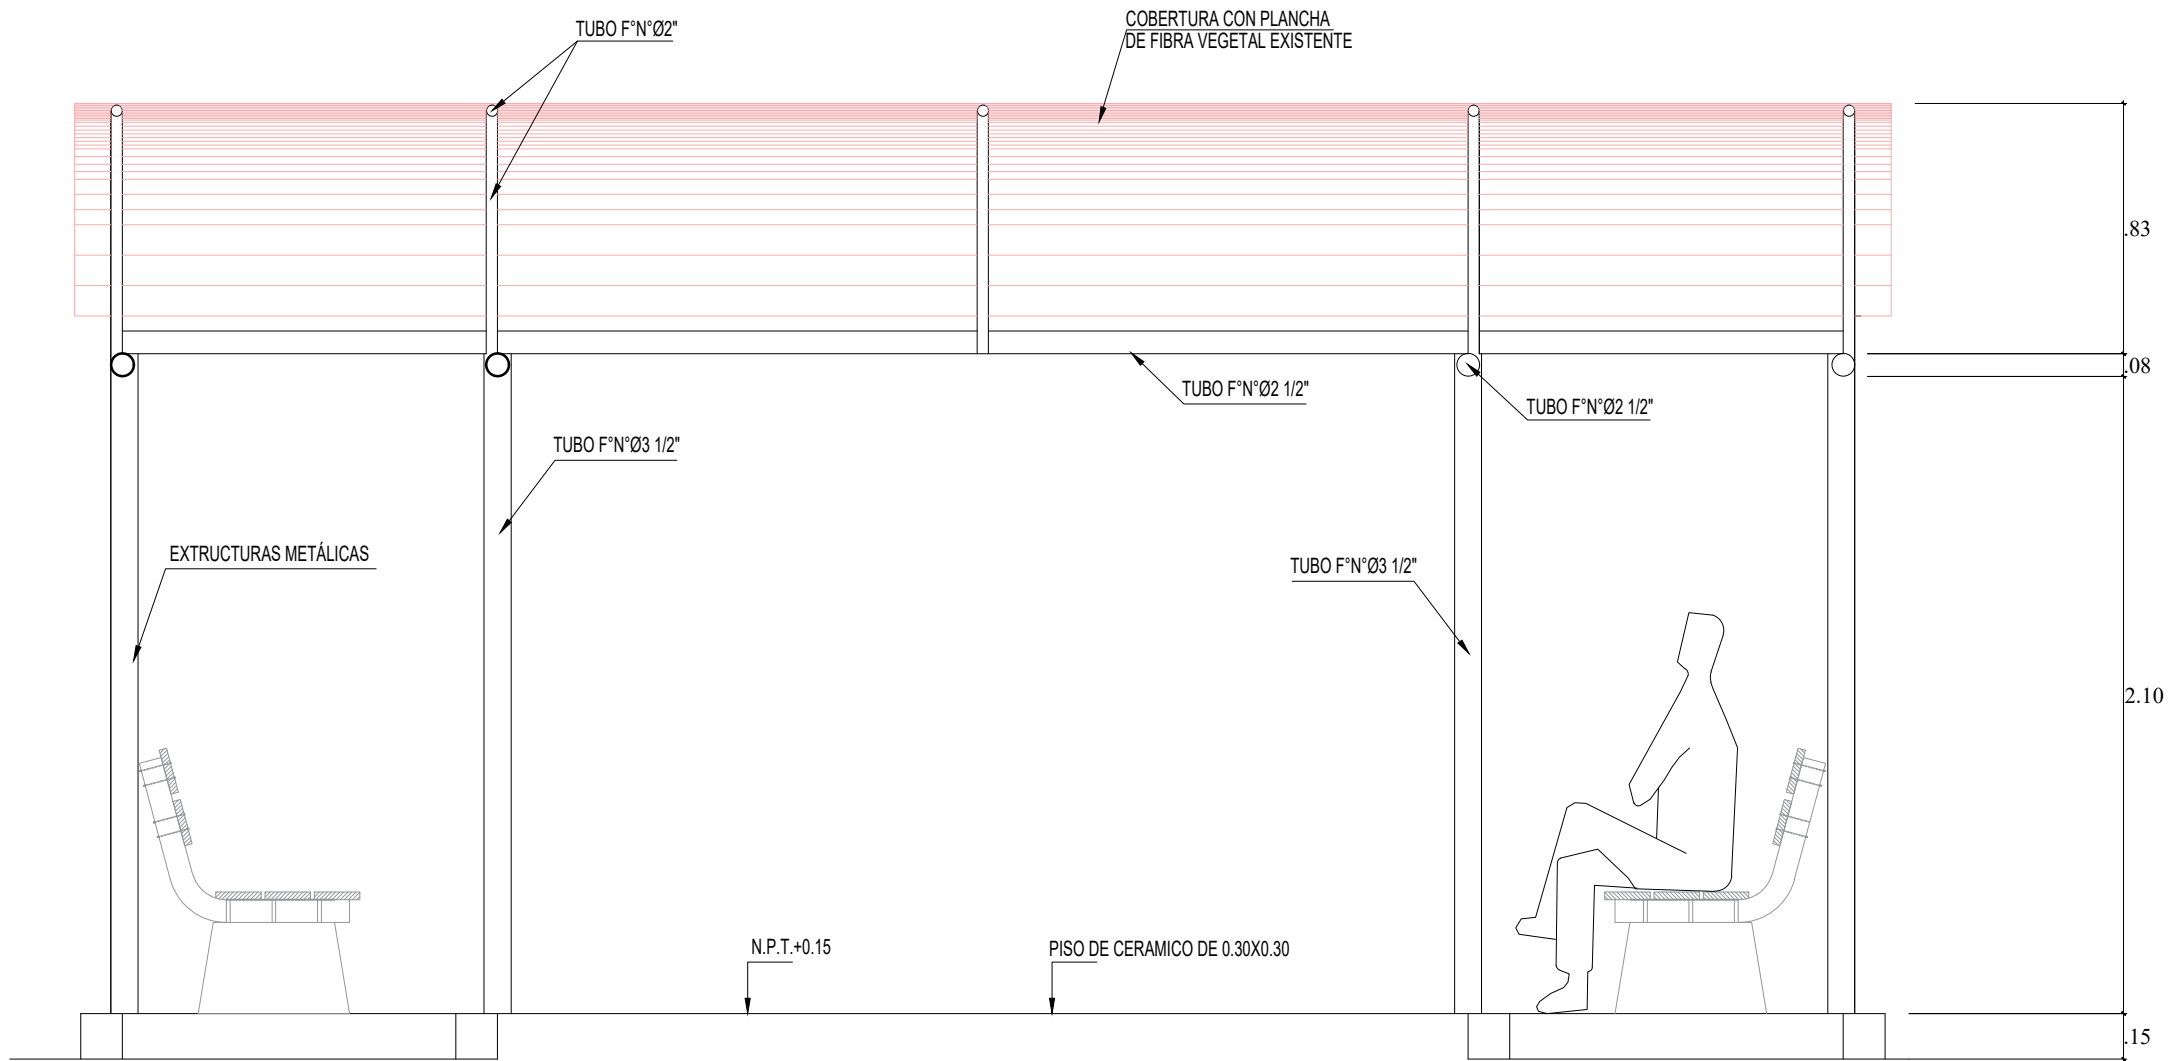 COBERTURA CON PLANCHA
DE FIBRA VEGETAL EXISTENTE
TUBO F°N°Ø2"
.83
.08
TUBO F°N°Ø2 1/2"
TUBO F°N°Ø2 1/2"
TUBO F°N°Ø3 1/2"
EXTRUCTURAS METÁLICAS
TUBO F°N°Ø3 1/2"
2.10
N.P.T.+0.15
PISO DE CERAMICO DE 0.30X0.30
.15